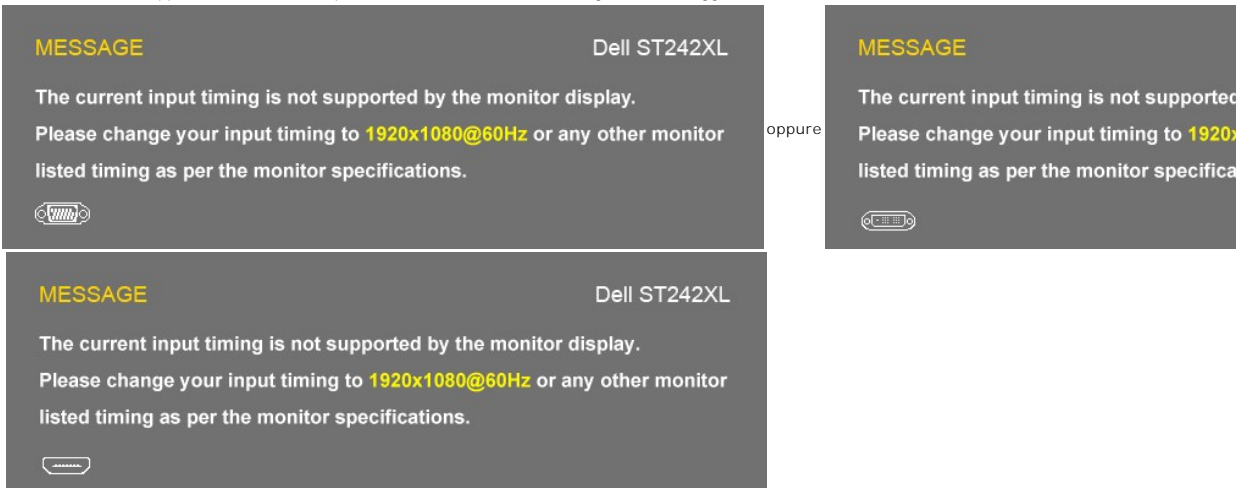 MESSAGE Dell ST242XL
The current input timing is not supported by the monitor display.
Please change your input timing to 1920x1080@60Hz or any other monitor
listed timing as per the monitor specifications.
oppure
MESSAGE
The current input timing is not supported
Please change your input timing to 1920x
listed timing as per the monitor specifica
MESSAGE Dell ST242XL
The current input timing is not supported by the monitor display.
Please change your input timing to 1920x1080@60Hz or any other monitor
listed timing as per the monitor specifications.